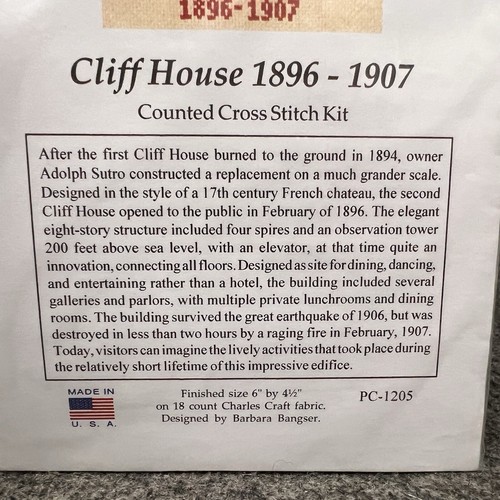 1896-1907
Cliff House 1896 - 1907
Counted Cross Stitch Kit
After the first Cliff House burned to the ground in 1894, owner
Adolph Sutro constructed a replacement on a much grander scale.
Designed in the style of a 17th century French chateau, the second
Cliff House opened to the public in February of 1896. The elegant
eight-story structure included four spires and an observation tower
200 feet above sea level, with an elevator, at that time quite an
innovation, connecting all floors. Designed as site for dining, dancing,
and entertaining rather than a hotel, the building included several
galleries and parlors, with multiple private lunchrooms and dining
rooms. The building survived the great earthquake of 1906, but was
destroyed in less than two hours by a raging fire in February, 1907.
Today, visitors can imagine the lively activities that took place during
the relatively short lifetime of this impressive edifice.
MADE IN
U. S. A.
Finished size 6" by 4½"
on 18 count Charles Craft fabric.
Designed by Barbara Bangser.
PC-1205